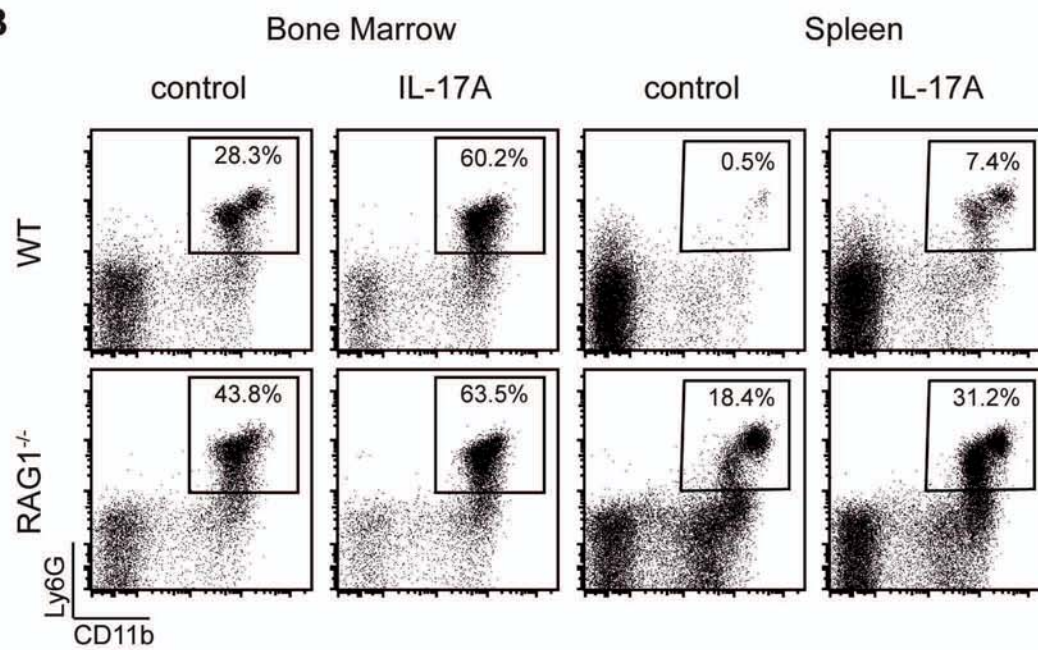 B
Bone Marrow Spleen
control IL-17A control IL-17A
WT 28.3% 60.2% 0.5% 7.4%
RAG1-/- 43.8% 63.5% 18.4% 31.2%
Ly6G
CD11b